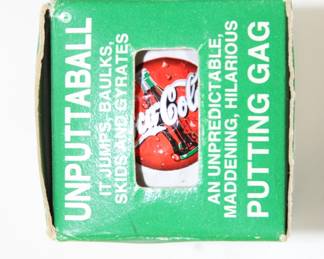 UNPUTTABALL
IT JUMPS, BAULKS,
SKIDS AND GYRATES
Coca-Cola
AN UNPREDICTABLE,
MADDENING, HILARIOUS
PUTTING GAG